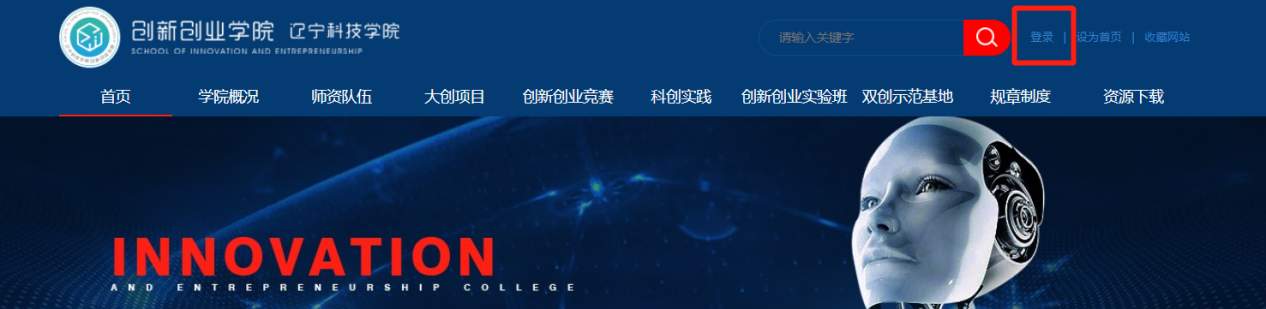 创新创业学院 辽宁科技学院
SCHOOL OF INNOVATION AND ENTREPRENEURSHIP
请输入关键字
登录 | 设为首页 | 收藏网站
首页 学院概况 师资队伍 大创项目 创新创业竞赛 科创实践 创新创业实验班 双创示范基地 规章制度 资源下载
INNOVATION
AND ENTREPRENEURSHIP COLLEGE